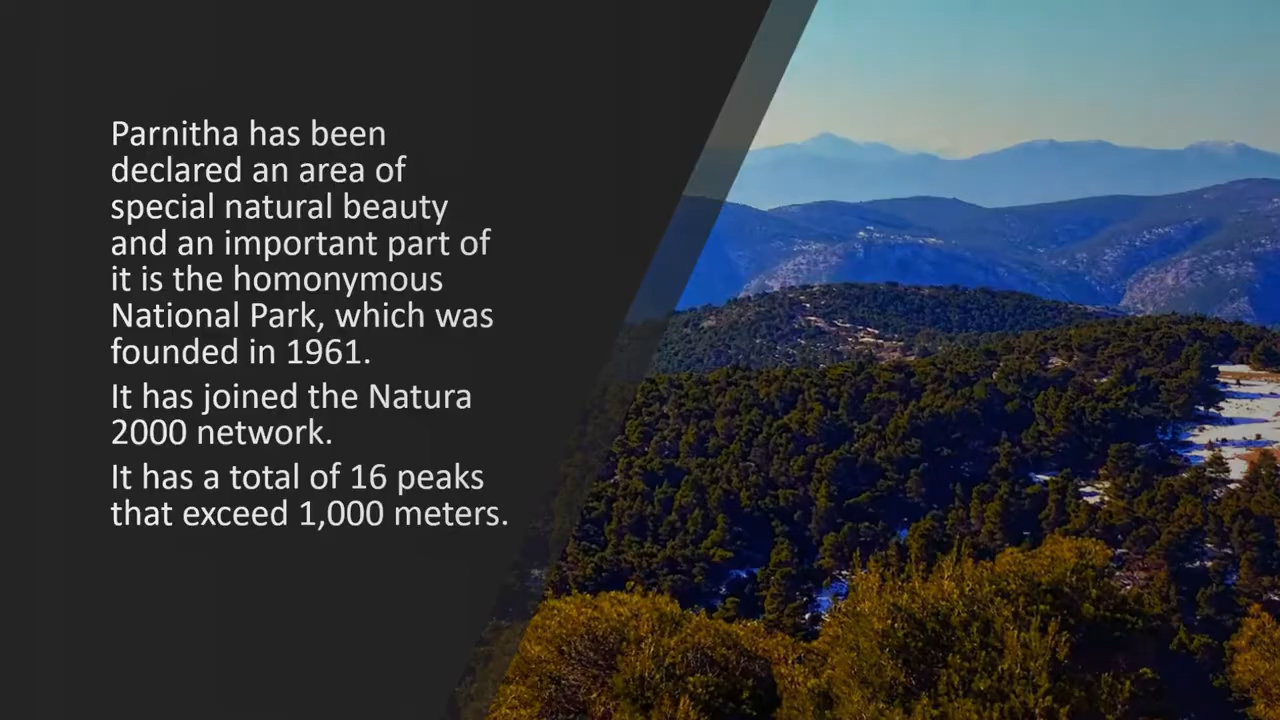 Parnitha has been
declared an area of
special natural beauty
and an important part of
it is the homonymous
National Park, which was
founded in 1961.
It has joined the Natura
2000 network.
It has a total of 16 peaks
that exceed 1,000 meters.